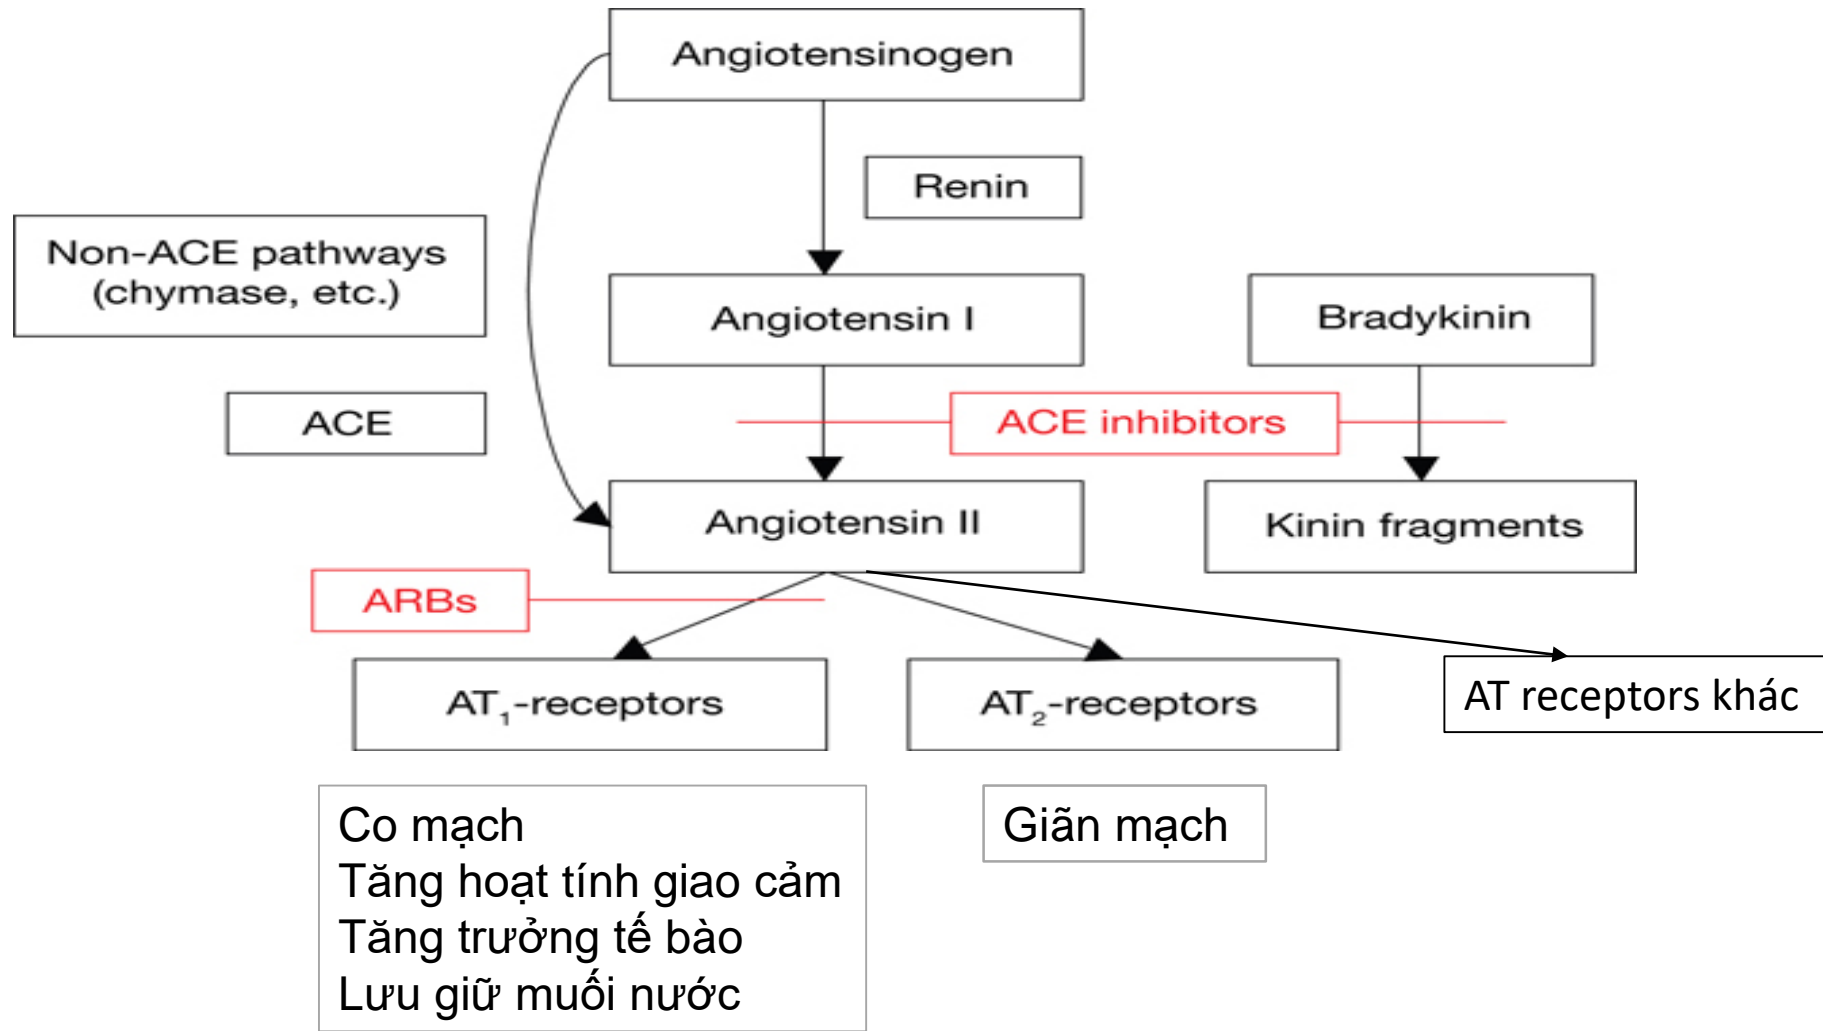 Angiotensinogen
Renin
Non-ACE pathways
(chymase, etc.)
Angiotensin I
Bradykinin
ACE
ACE inhibitors
Angiotensin II
Kinin fragments
ARBs
AT₁-receptors
AT₂-receptors
AT receptors khác
Co mạch
Tăng hoạt tính giao cảm
Tăng trưởng tế bào
Lưu giữ muối nước
Giãn mạch